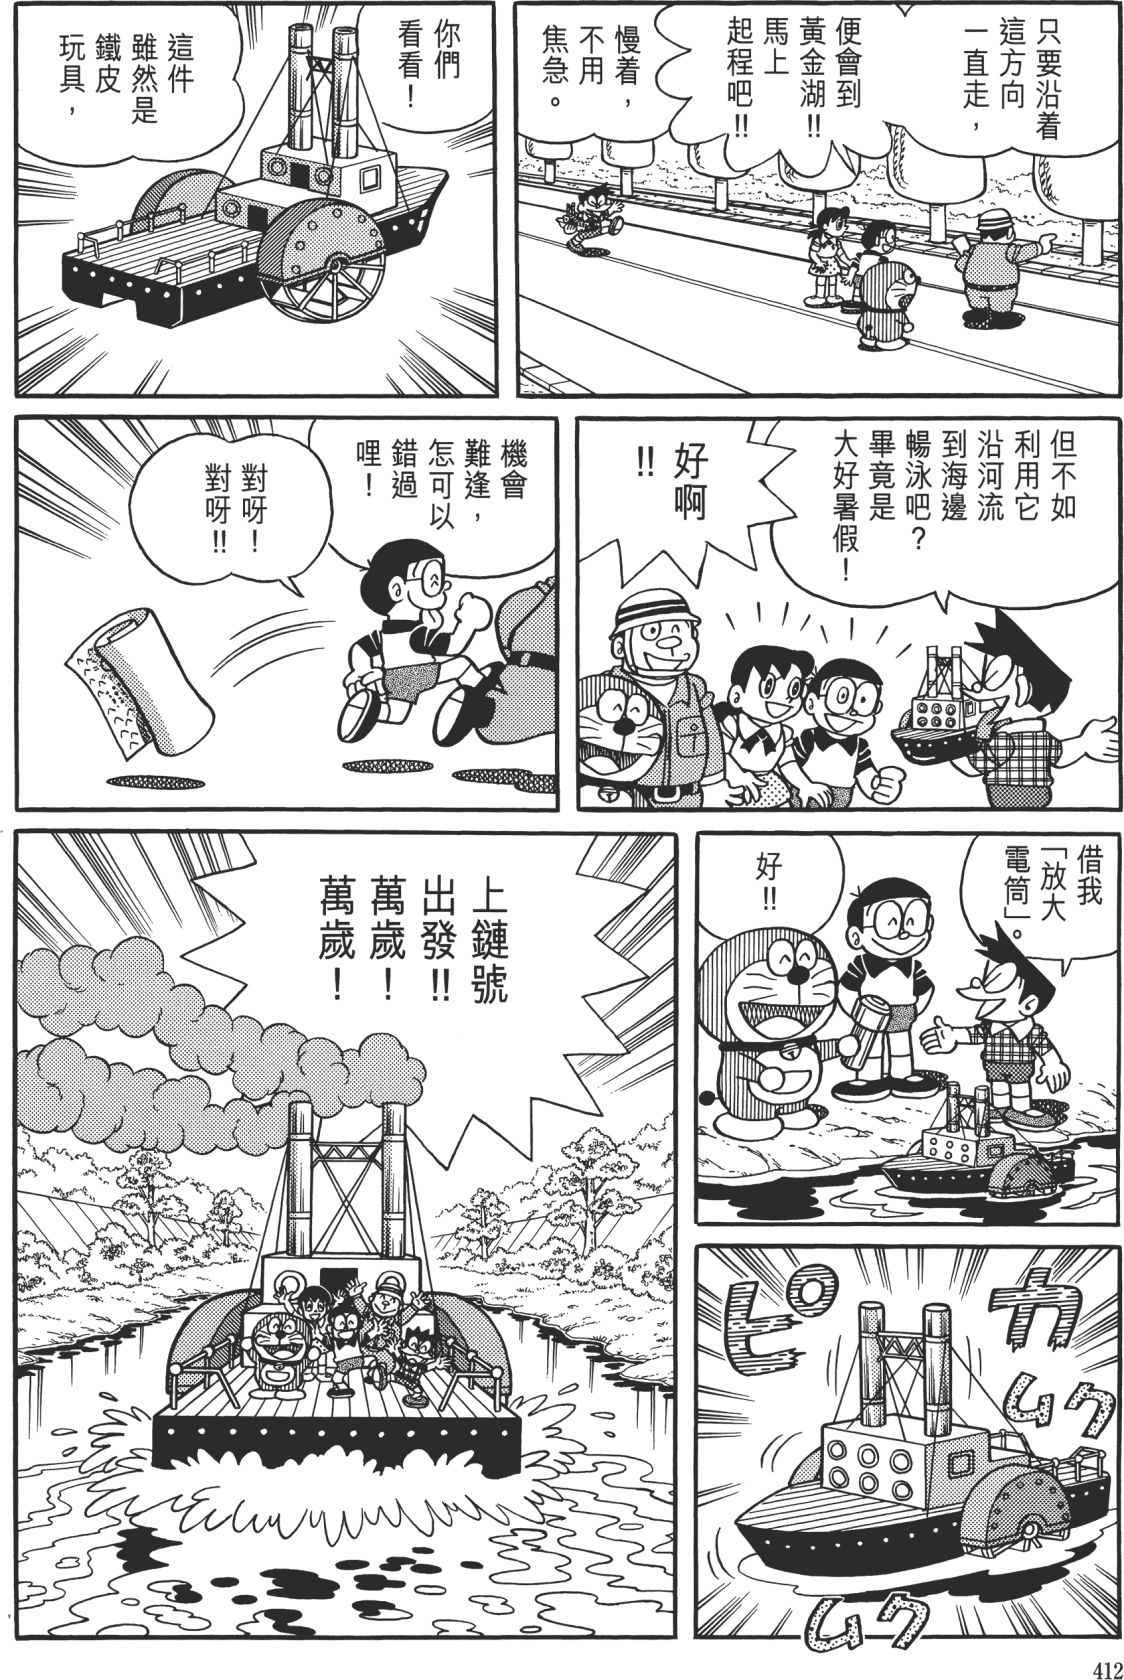 只要沿着
這方向
一直走，
便會到
黃金湖!!
馬上
起程吧!!
慢着，
不用
焦急。
你們
看看！
這件
雖然是
鐵皮
玩具，
但不如
利用它
沿河流
到海邊
暢泳吧？
畢竟是
大好暑假！
好啊
!!
機會
難逢，
怎可以
錯過
哩！
對呀！
對呀!!
借我
「放大
電筒」。
好!!
ピカ
ムク
ムク
上鏈號
出發!!
萬歲！
萬歲！
412